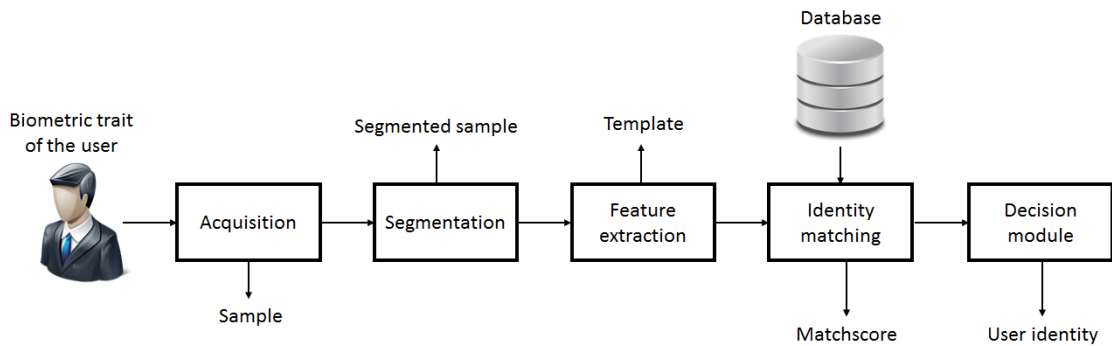 Database
Biometric trait
of the user
Segmented sample
Template
Acquisition
Segmentation
Feature
extraction
Identity
matching
Decision
module
Sample
Matchscore
User identity